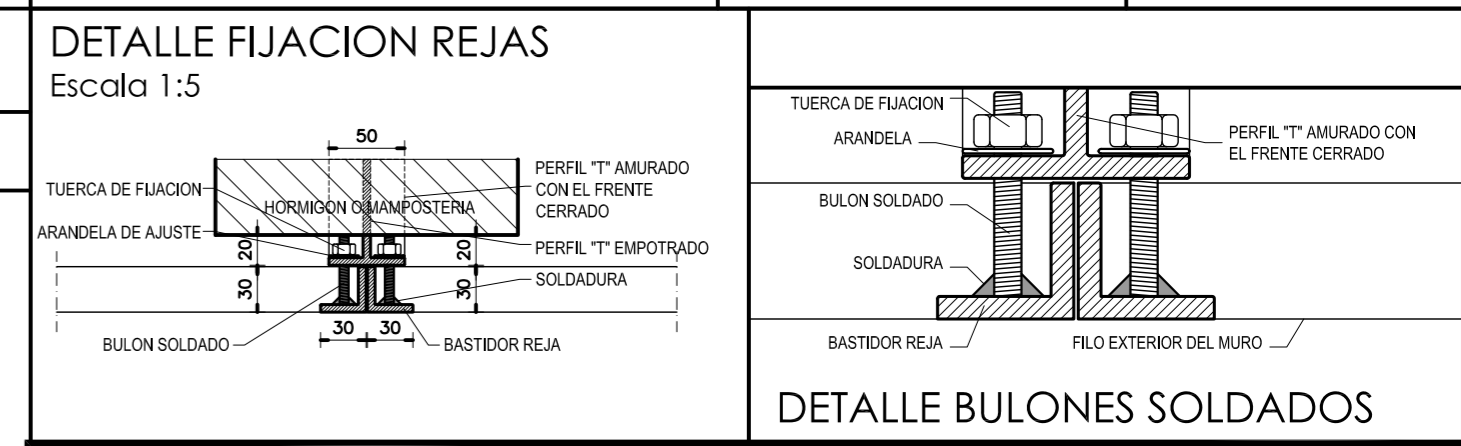 DETALLE FIJACION REJAS
Escala 1:5
50
TUERCA DE FIJACION
PERFIL "T" AMURADO
CON EL FRENTE
CERRADO
HORMIGON O MAMPOSTERIA
ARANDELA DE AJUSTE
20
20
PERFIL "T" EMPOTRADO
30
30
SOLDADURA
30
30
BULON SOLDADO
BASTIDOR REJA
TUERCA DE FIJACION
ARANDELA
PERFIL "T" AMURADO CON
EL FRENTE CERRADO
BULON SOLDADO
SOLDADURA
BASTIDOR REJA
FILO EXTERIOR DEL MURO
DETALLE BULONES SOLDADOS